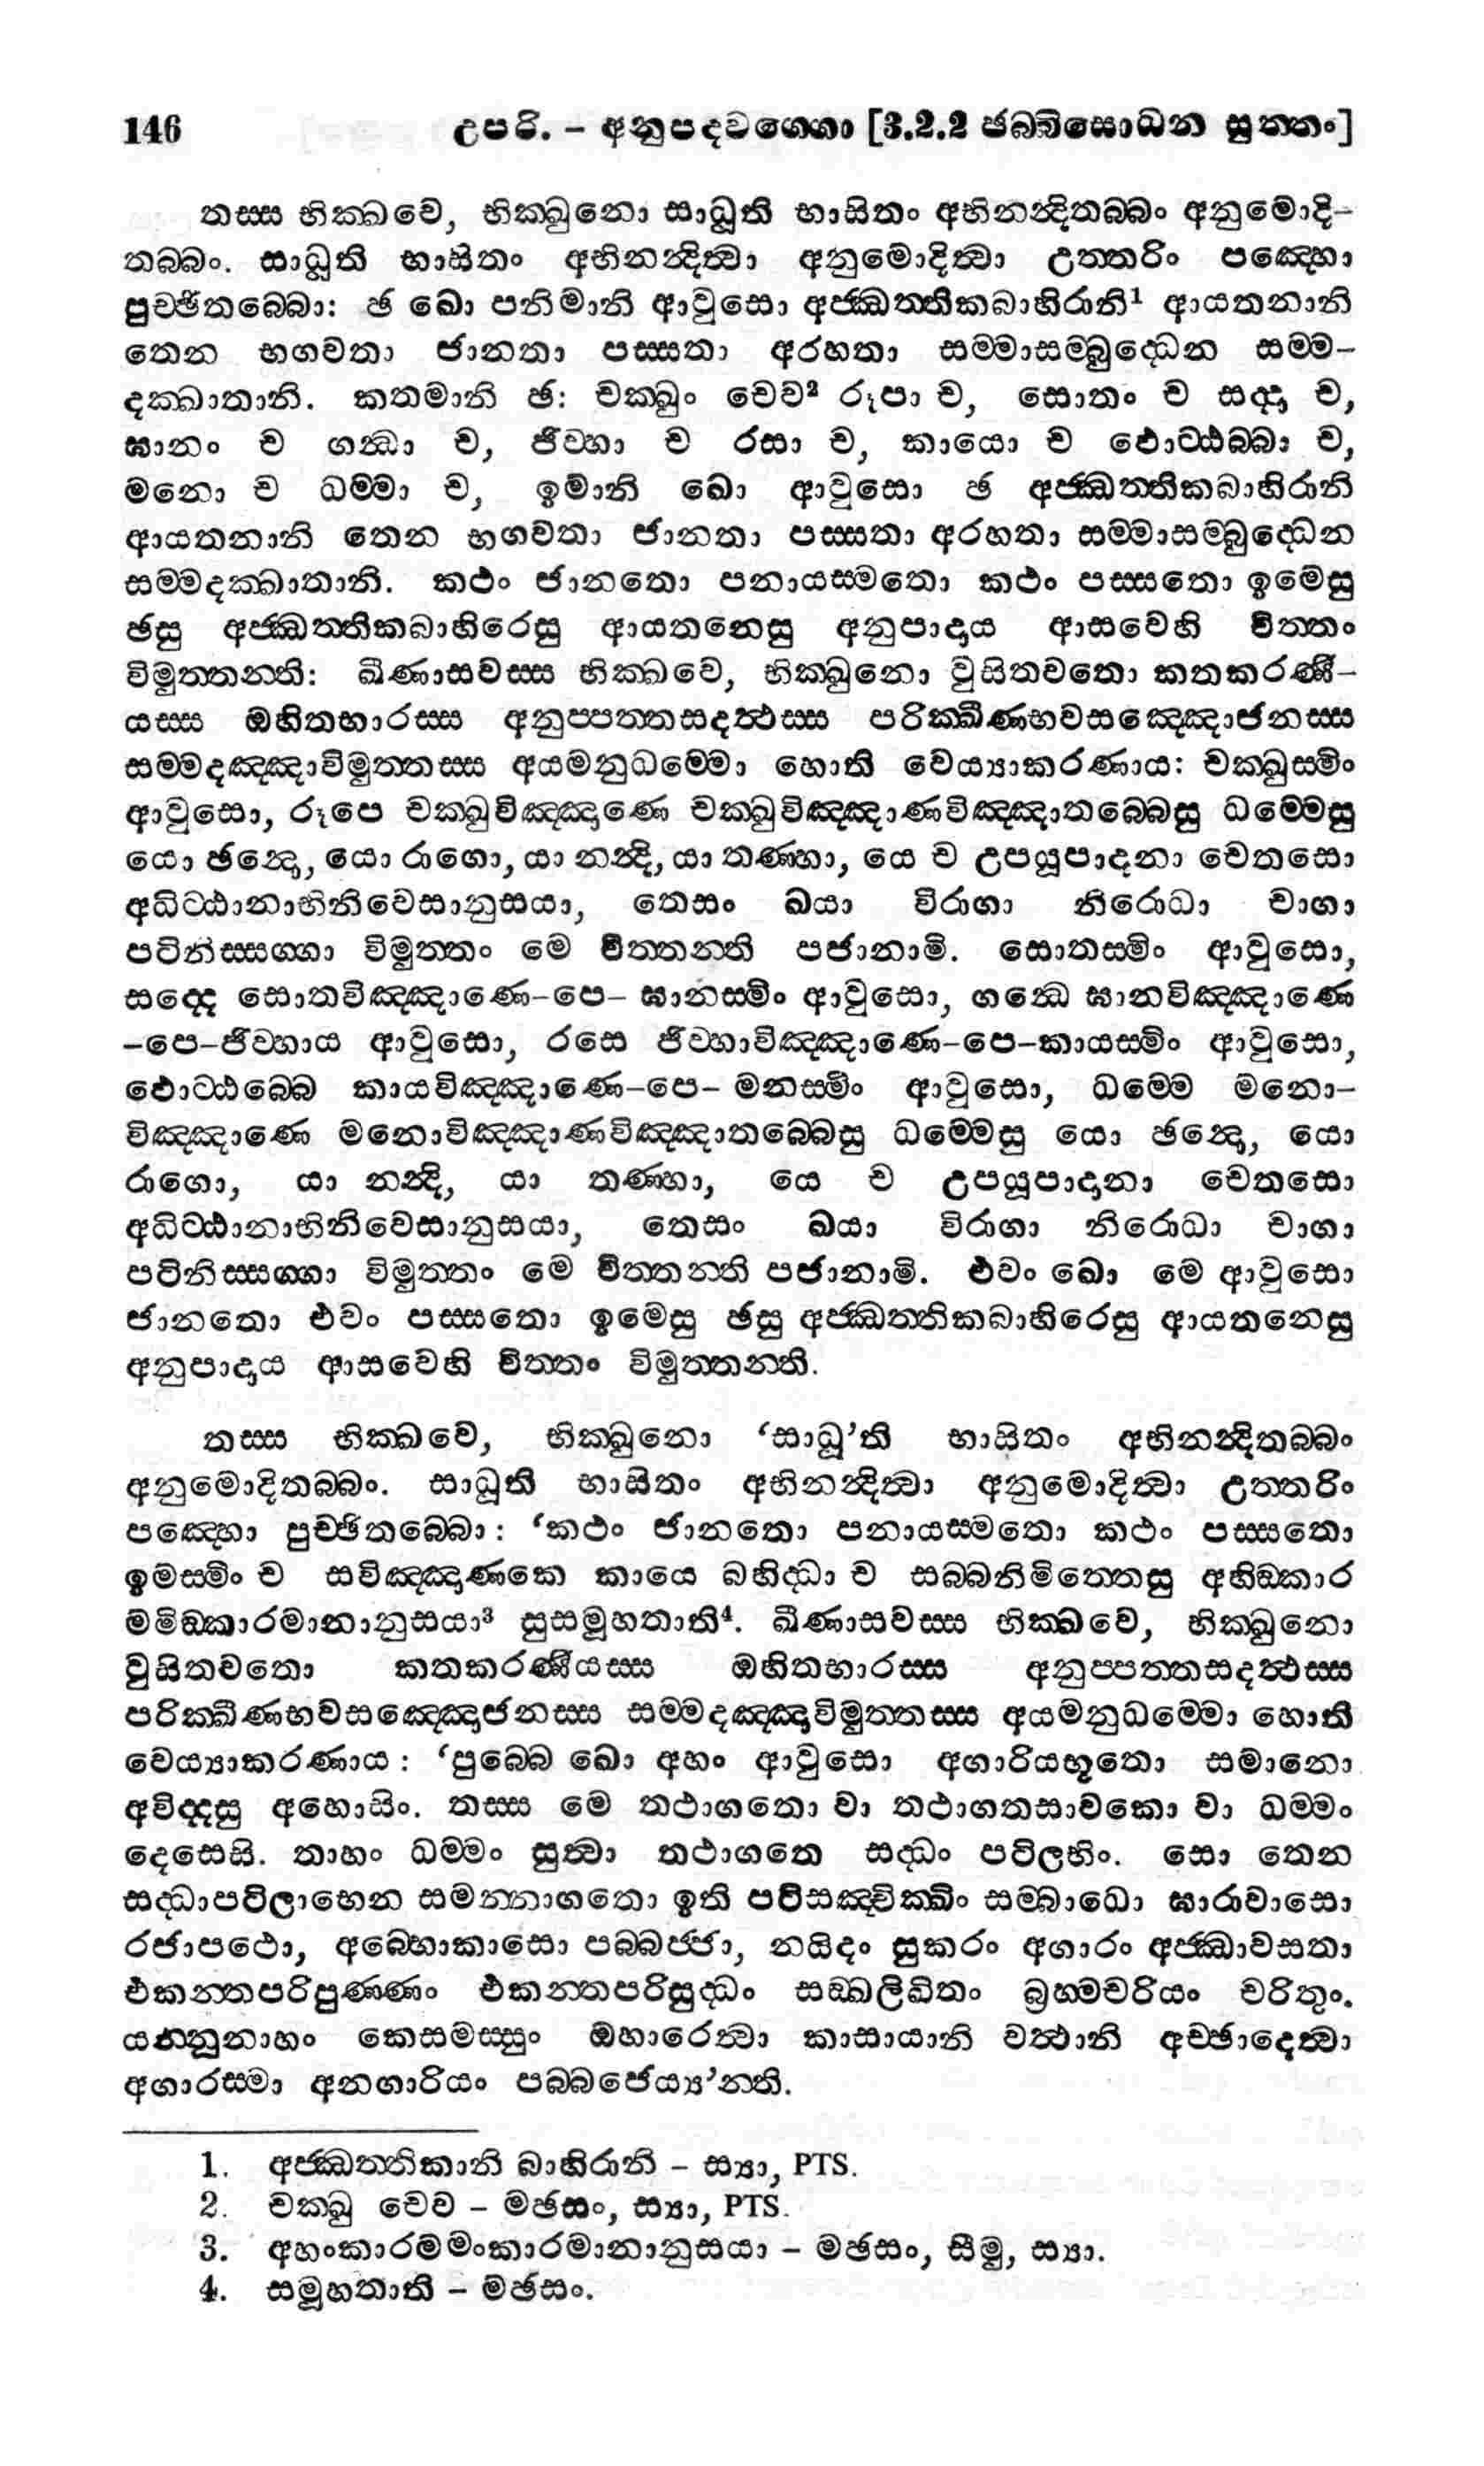 146 උපරි. – අනුපදවග්ගො [3.2.2 ඡබ්බිසොධන සුත්තං]
තස්ස භික්ඛවෙ, භික්ඛුනො සාධූති භාසිතං අභිනන්දිතබ්බං අනුමොදි-
තබ්බං. සාධූති භාසිතං අභිනන්දිත්වා අනුමොදිත්වා උත්තරිං පඤ්හො
පුච්ඡිතබ්බො: ඡ ඛො පනිමානි ආවුසො අජ්ඣත්තිකබාහිරානි¹ ආයතනානි
තෙන භගවතා ජානතා පස්සතා අරහතා සම්මාසම්බුද්ධෙන සම්ම-
දක්ඛාතානි. කතමානි ඡ: චක්ඛුං චෙව² රූපා ච, සොතං ච සද්දා ච,
ඝානං ච ගන්ධා ච, ජිව්හා ච රසා ච, කායො ච ඵොට්ඨබ්බා ච,
මනො ච ධම්මා ච, ඉමානි ඛො ආවුසො ඡ අජ්ඣත්තිකබාහිරානි
ආයතනානි තෙන භගවතා ජානතා පස්සතා අරහතා සම්මාසම්බුද්ධෙන
සම්මදක්ඛාතානි. කථං ජානතො පනායස්මතො කථං පස්සතො ඉමෙසු
ඡසු අජ්ඣත්තිකබාහිරෙසු ආයතනෙසු අනුපාදාය ආසවෙහි චිත්තං
විමුත්තන්ති: ඛීණාසවස්ස භික්ඛවෙ, භික්ඛුනො වුසිතවතො කතකරණී-
යස්ස ඔහිතභාරස්ස අනුප්පත්තසදත්ථස්ස පරික්ඛීණභවසඤ්ඤොජනස්ස
සම්මදඤ්ඤාවිමුත්තස්ස අයමනුධම්මො හොති වෙය්‍යාකරණාය: චක්ඛුස්මිං
ආවුසො, රූපෙ චක්ඛුවිඤ්ඤාණෙ චක්ඛුවිඤ්ඤාණවිඤ්ඤාතබ්බෙසු ධම්මෙසු
යො ඡන්දො, යො රාගො, යා නන්දි, යා තණ්හා, යෙ ච උපයූපාදනා චෙතසො
අධිට්ඨානාභිනිවෙසානුසයා, තෙසං ඛයා විරාගා නිරොධා චාගා
පටිනිස්සග්ගා විමුත්තං මෙ චිත්තන්ති පජානාමි. සොතස්මිං ආවුසො,
සද්දෙ සොතවිඤ්ඤාණෙ–පෙ– ඝානස්මිං ආවුසො, ගන්ධෙ ඝානවිඤ්ඤාණෙ
–පෙ–ජිව්හාය ආවුසො, රසෙ ජිව්හාවිඤ්ඤාණෙ–පෙ–කායස්මිං ආවුසො,
ඵොට්ඨබ්බෙ කායවිඤ්ඤාණෙ–පෙ– මනස්මිං ආවුසො, ධම්මෙ මනො-
විඤ්ඤාණෙ මනොවිඤ්ඤාණවිඤ්ඤාතබ්බෙසු ධම්මෙසු යො ඡන්දො, යො
රාගො, යා නන්දි, යා තණ්හා, යෙ ච උපයූපාදානා චෙතසො
අධිට්ඨානාභිනිවෙසානුසයා, තෙසං ඛයා විරාගා නිරොධා චාගා
පටිනිස්සග්ගා විමුත්තං මෙ චිත්තන්ති පජානාමි. එවං ඛො මෙ ආවුසො
ජානතො එවං පස්සතො ඉමෙසු ඡසු අජ්ඣත්තිකබාහිරෙසු ආයතනෙසු
අනුපාදාය ආසවෙහි චිත්තං විමුත්තන්ති.
තස්ස භික්ඛවෙ, භික්ඛුනො ‘සාධූ’ති භාසිතං අභිනන්දිතබ්බං
අනුමොදිතබ්බං. සාධූති භාසිතං අභිනන්දිත්වා අනුමොදිත්වා උත්තරිං
පඤ්හො පුච්ඡිතබ්බො: ‘කථං ජානතො පනායස්මතො කථං පස්සතො
ඉමස්මිං ච සවිඤ්ඤාණකෙ කායෙ බහිද්ධා ච සබ්බනිමිත්තෙසු අහිඞ්කාර
මමිඞ්කාරමානානුසයා³ සුසමූහතාති⁴. ඛීණාසවස්ස භික්ඛවෙ, භික්ඛුනො
වුසිතවතො කතකරණීයස්ස ඔහිතභාරස්ස අනුප්පත්තසදත්ථස්ස
පරික්ඛීණභවසඤ්ඤොජනස්ස සම්මදඤ්ඤාවිමුත්තස්ස අයමනුධම්මො හොති
වෙය්‍යාකරණාය: ‘පුබ්බෙ ඛො අහං ආවුසො අගාරියභූතො සමානො
අවිද්දසු අහොසිං. තස්ස මෙ තථාගතො වා තථාගතසාවකො වා ධම්මං
දෙසෙසි. තාහං ධම්මං සුත්වා තථාගතෙ සද්ධං පටිලභිං. සො තෙන
සද්ධාපටිලාභෙන සමන්නාගතො ඉති පටිසඤ්චික්ඛිං සම්බාධො ඝාරාවාසො
රජාපථො, අබ්භොකාසො පබ්බජ්ජා, නයිදං සුකරං අගාරං අජ්ඣාවසතා
එකන්තපරිපුණ්ණං එකන්තපරිසුද්ධං සඞ්ඛලිඛිතං බ්‍රහ්මචරියං චරිතුං.
යන්නූනාහං කෙසමස්සුං ඔහාරෙත්වා කාසායානි වත්ථානි අච්ඡාදෙත්වා
අගාරස්මා අනගාරියං පබ්බජෙය්‍ය’න්ති.
1. අජ්ඣත්තිකානි බාහිරානි – ස්‍යා, PTS.
2. චක්ඛු චෙව – මඡසං, ස්‍යා, PTS.
3. අහංකාරමමංකාරමානානුසයා – මඡසං, සීමු, ස්‍යා.
4. සමූහතාති – මඡසං.